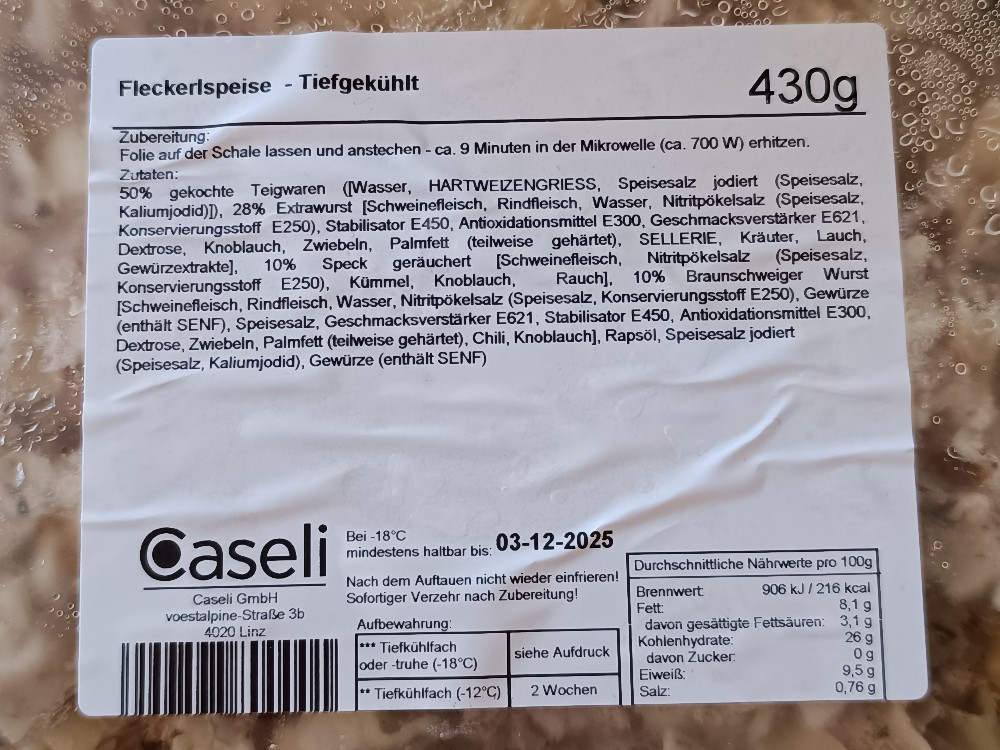 Fleckerlspeise - Tiefgekühlt
430g
Zubereitung:
Folie auf der Schale lassen und anstechen - ca. 9 Minuten in der Mikrowelle (ca. 700 W) erhitzen.
Zutaten:
50% gekochte Teigwaren ([Wasser, HARTWEIZENGRIESS, Speisesalz jodiert (Speisesalz,
Kaliumjodid)]), 28% Extrawurst [Schweinefleisch, Rindfleisch, Wasser, Nitritpökelsalz (Speisesalz,
Konservierungsstoff E250), Stabilisator E450, Antioxidationsmittel E300, Geschmacksverstärker E621,
Dextrose, Knoblauch, Zwiebeln, Palmfett (teilweise gehärtet), SELLERIE, Kräuter, Lauch,
Gewürzextrakte], 10% Speck geräuchert [Schweinefleisch, Nitritpökelsalz (Speisesalz,
Konservierungsstoff E250), Kümmel, Knoblauch, Rauch], 10% Braunschweiger Wurst
[Schweinefleisch, Rindfleisch, Wasser, Nitritpökelsalz (Speisesalz, Konservierungsstoff E250), Gewürze
(enthält SENF), Speisesalz, Geschmacksverstärker E621, Stabilisator E450, Antioxidationsmittel E300,
Dextrose, Zwiebeln, Palmfett (teilweise gehärtet), Chili, Knoblauch], Rapsöl, Speisesalz jodiert
(Speisesalz, Kaliumjodid), Gewürze (enthält SENF)
Caseli
Caseli GmbH
voestalpine-Straße 3b
4020 Linz
Bei -18°C
mindestens haltbar bis: 03-12-2025
Nach dem Auftauen nicht wieder einfrieren!
Sofortiger Verzehr nach Zubereitung!
Aufbewahrung:
*** Tiefkühlfach
oder -truhe (-18°C)
siehe Aufdruck
** Tiefkühlfach (-12°C)
2 Wochen
Durchschnittliche Nährwerte pro 100g
Brennwert: 906 kJ / 216 kcal
Fett: 8,1 g
davon gesättigte Fettsäuren: 3,1 g
Kohlenhydrate: 26 g
davon Zucker: 0 g
Eiweiß: 9,5 g
Salz: 0,76 g